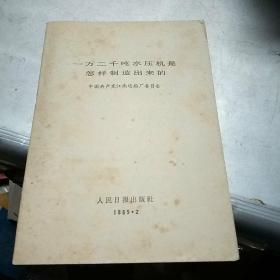 一万二千吨水压机是
怎样制造出来的
中国共产党江南造船厂委员会
人民日报出版社
1965·2